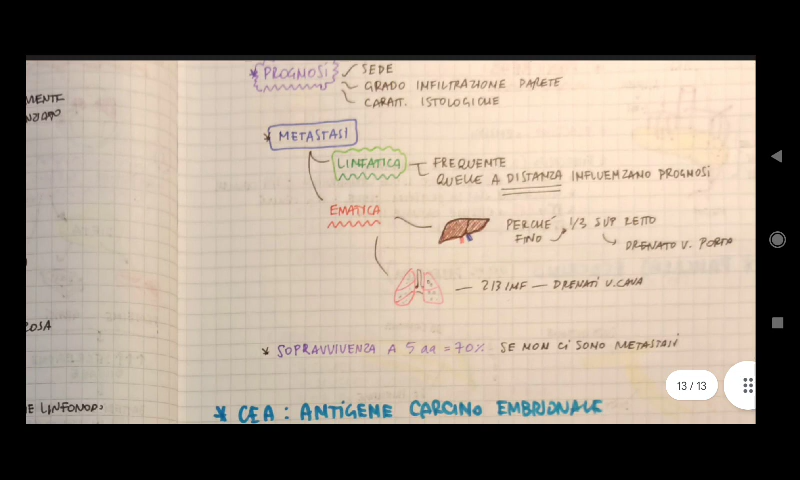 MENTE
* PROGNOSI
SEDE
GRADO INFILTRAZIONE PARETE
CARATT. ISTOLOGICHE
* METASTASI
LINFATICA
FREQUENTE
QUELLE A DISTANZA INFLUENZANO PROGNOSI
EMATICA
PERCHÉ FINO
1/3 SUP RETTO
DRENATO V. PORTA
2/3 INF — DRENATI V. CAVA
OSA
* SOPRAVVIVENZA A 5 aa = 70% SE NON CI SONO METASTASI
13 / 13
E LINFONODI
* CEA : ANTIGENE CARCINO EMBRIONALE